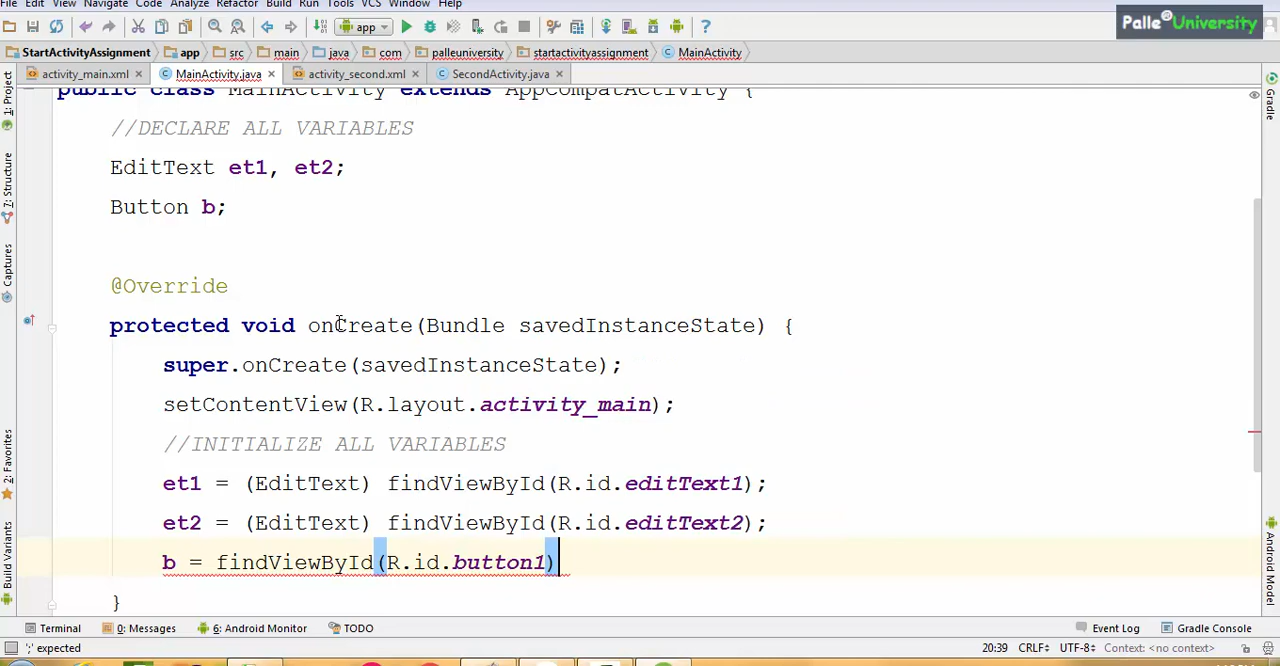 File Edit View Navigate Code Analyze Refactor Build Run Tools VCS Window Help
app
Palle University
StartActivityAssignment app src main java com palleuniversity startactivityassignment MainActivity
activity_main.xml MainActivity.java activity_second.xml SecondActivity.java
public class MainActivity extends AppCompatActivity {
//DECLARE ALL VARIABLES
EditText et1, et2;
Button b;
@Override
protected void onCreate(Bundle savedInstanceState) {
super.onCreate(savedInstanceState);
setContentView(R.layout.activity_main);
//INITIALIZE ALL VARIABLES
et1 = (EditText) findViewById(R.id.editText1);
et2 = (EditText) findViewById(R.id.editText2);
b = findViewById(R.id.button1)
}
1: Project
7: Structure
Captures
2: Favorites
Build Variants
Gradle
Android Model
Terminal 0: Messages 6: Android Monitor TODO Event Log Gradle Console
';' expected 20:39 CRLF÷ UTF-8÷ Context: <no context>